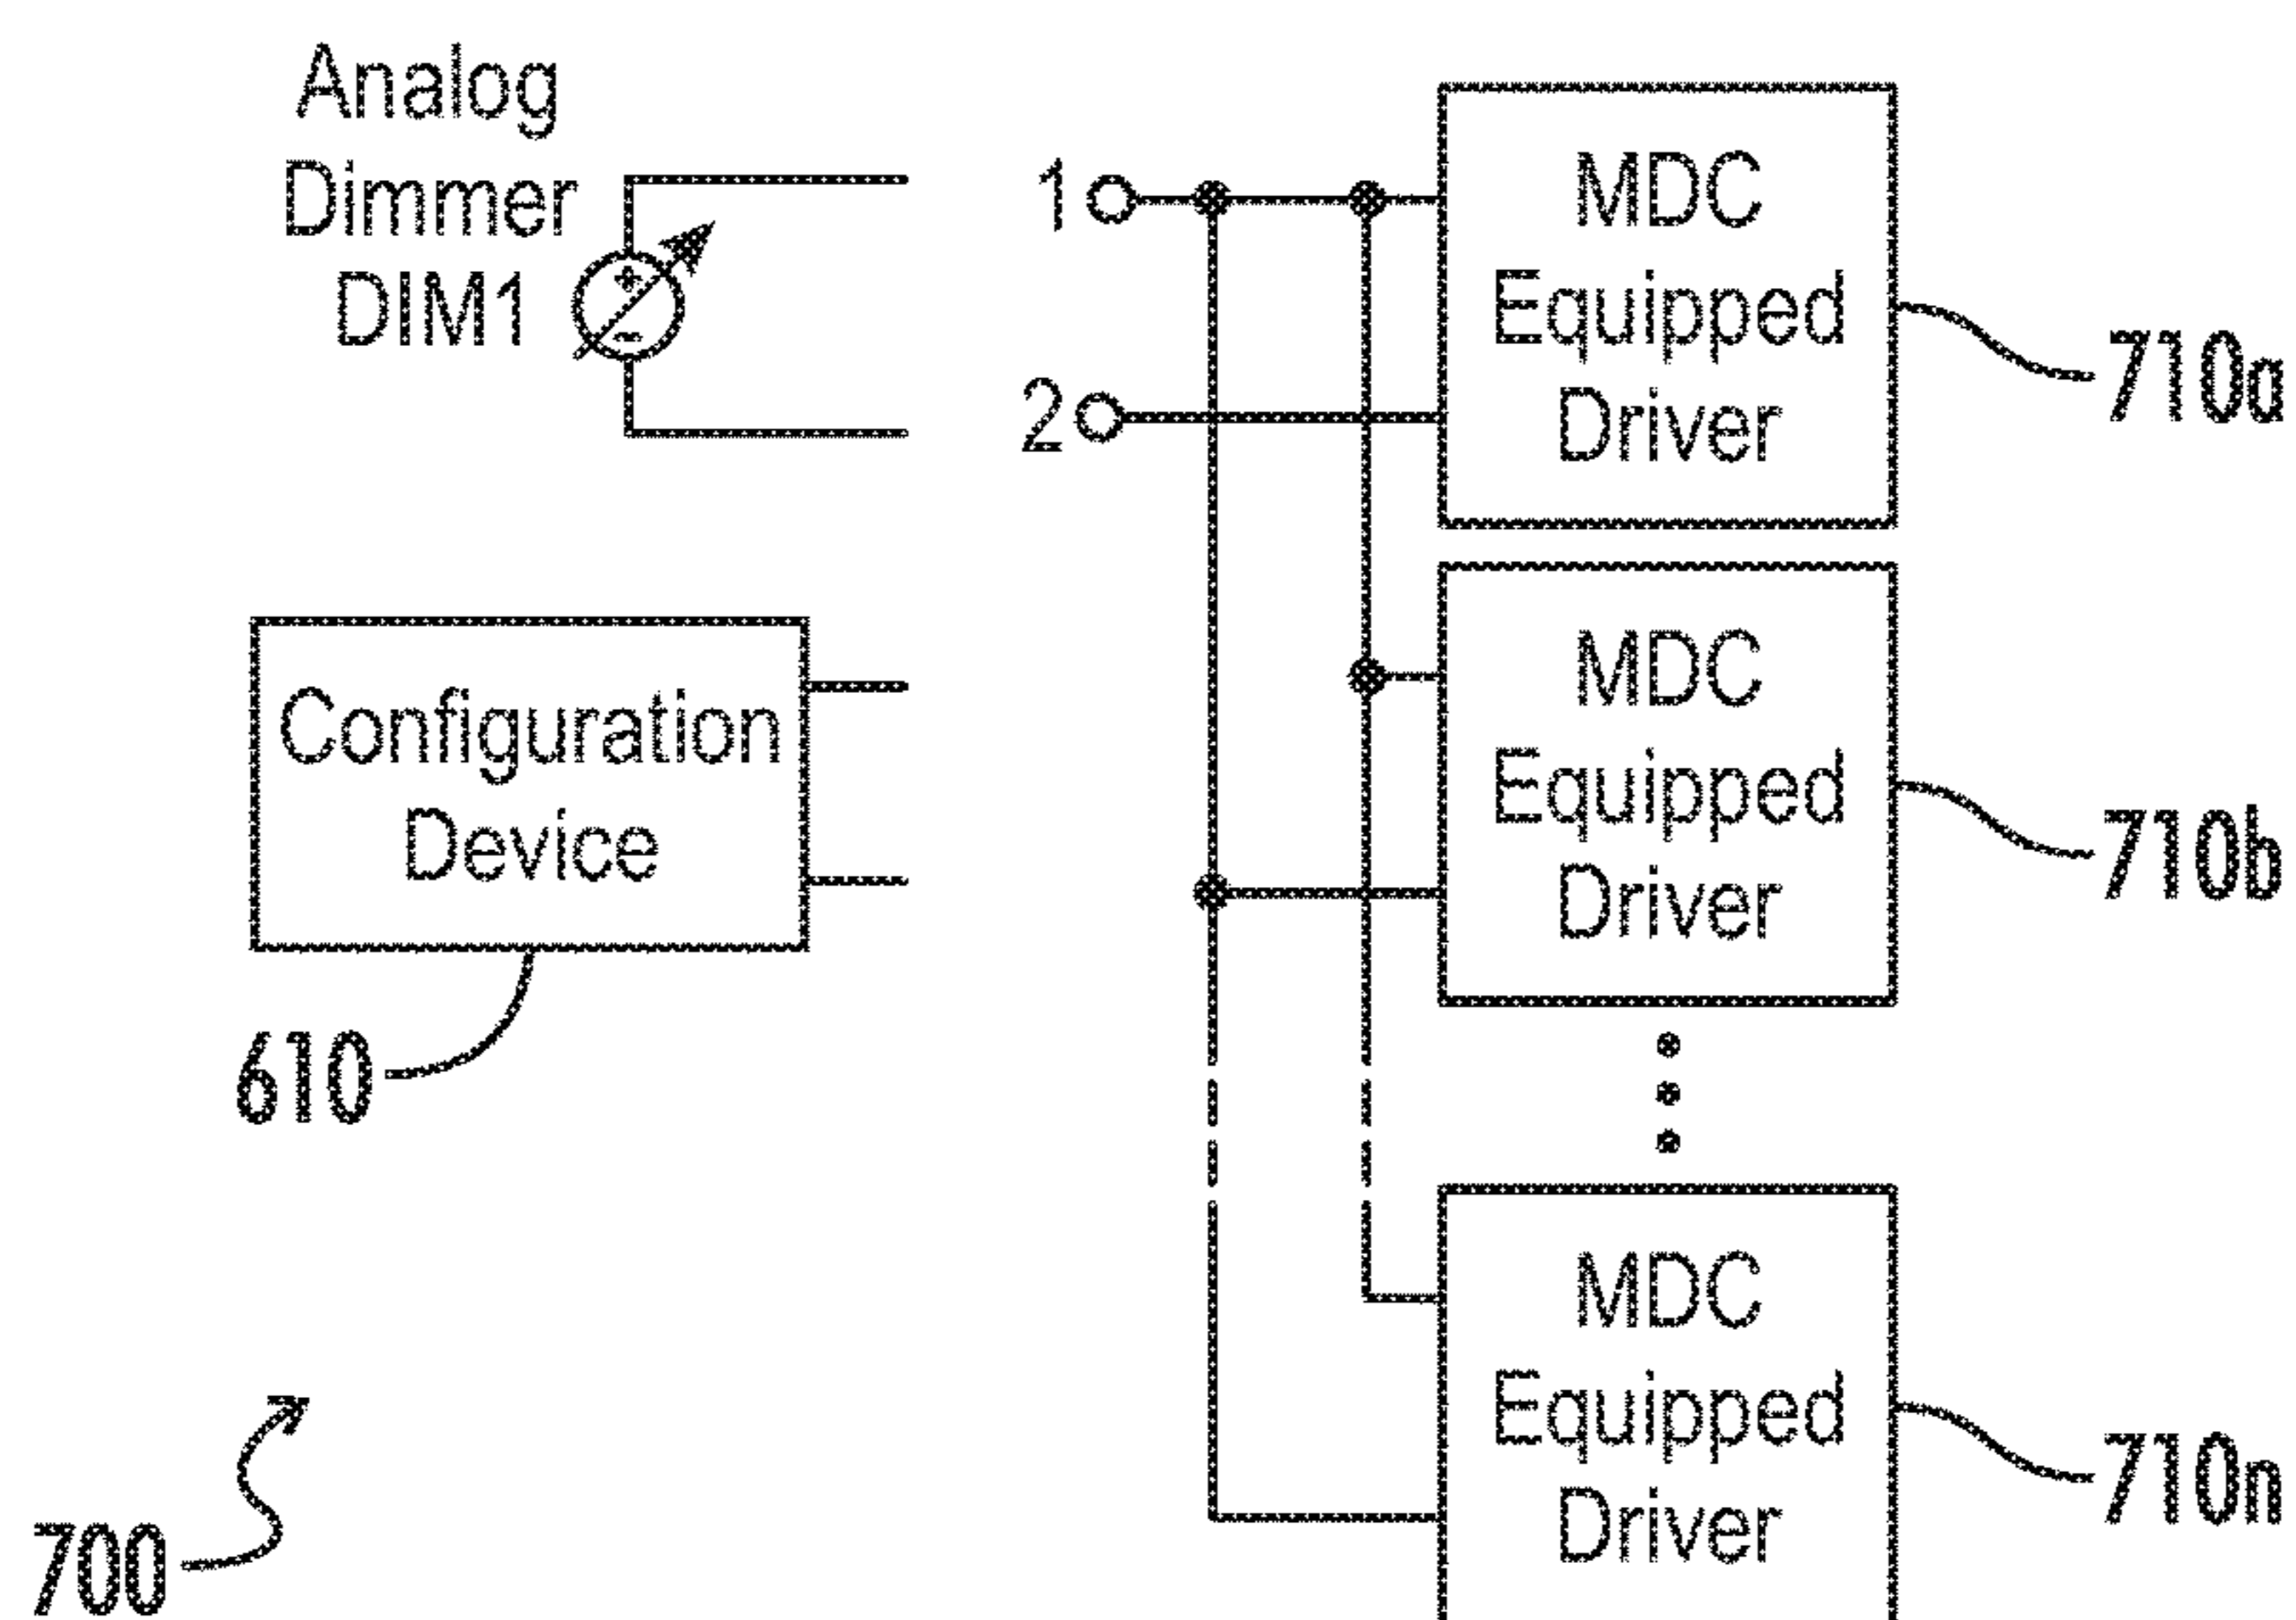 Analog
Dimmer
DIM1
+
-
1
2
MDC
Equipped
Driver
710a
Configuration
Device
610
MDC
Equipped
Driver
710b
MDC
Equipped
Driver
710n
700